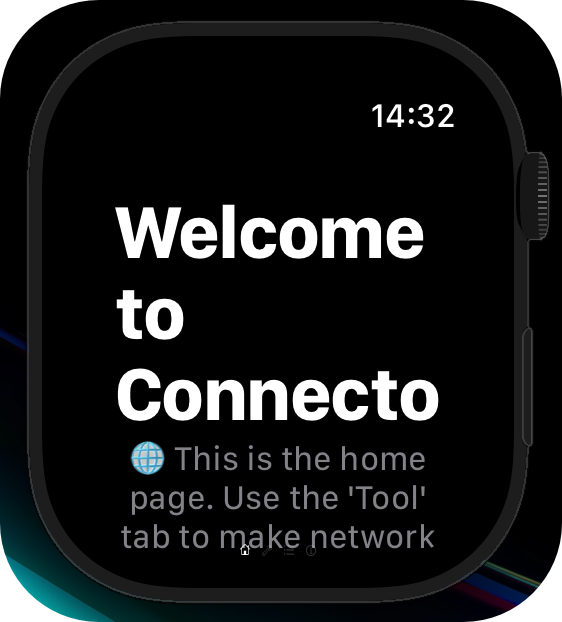 14:32
Welcome
to
Connecto
🌐 This is the home
page. Use the 'Tool'
tab to make network